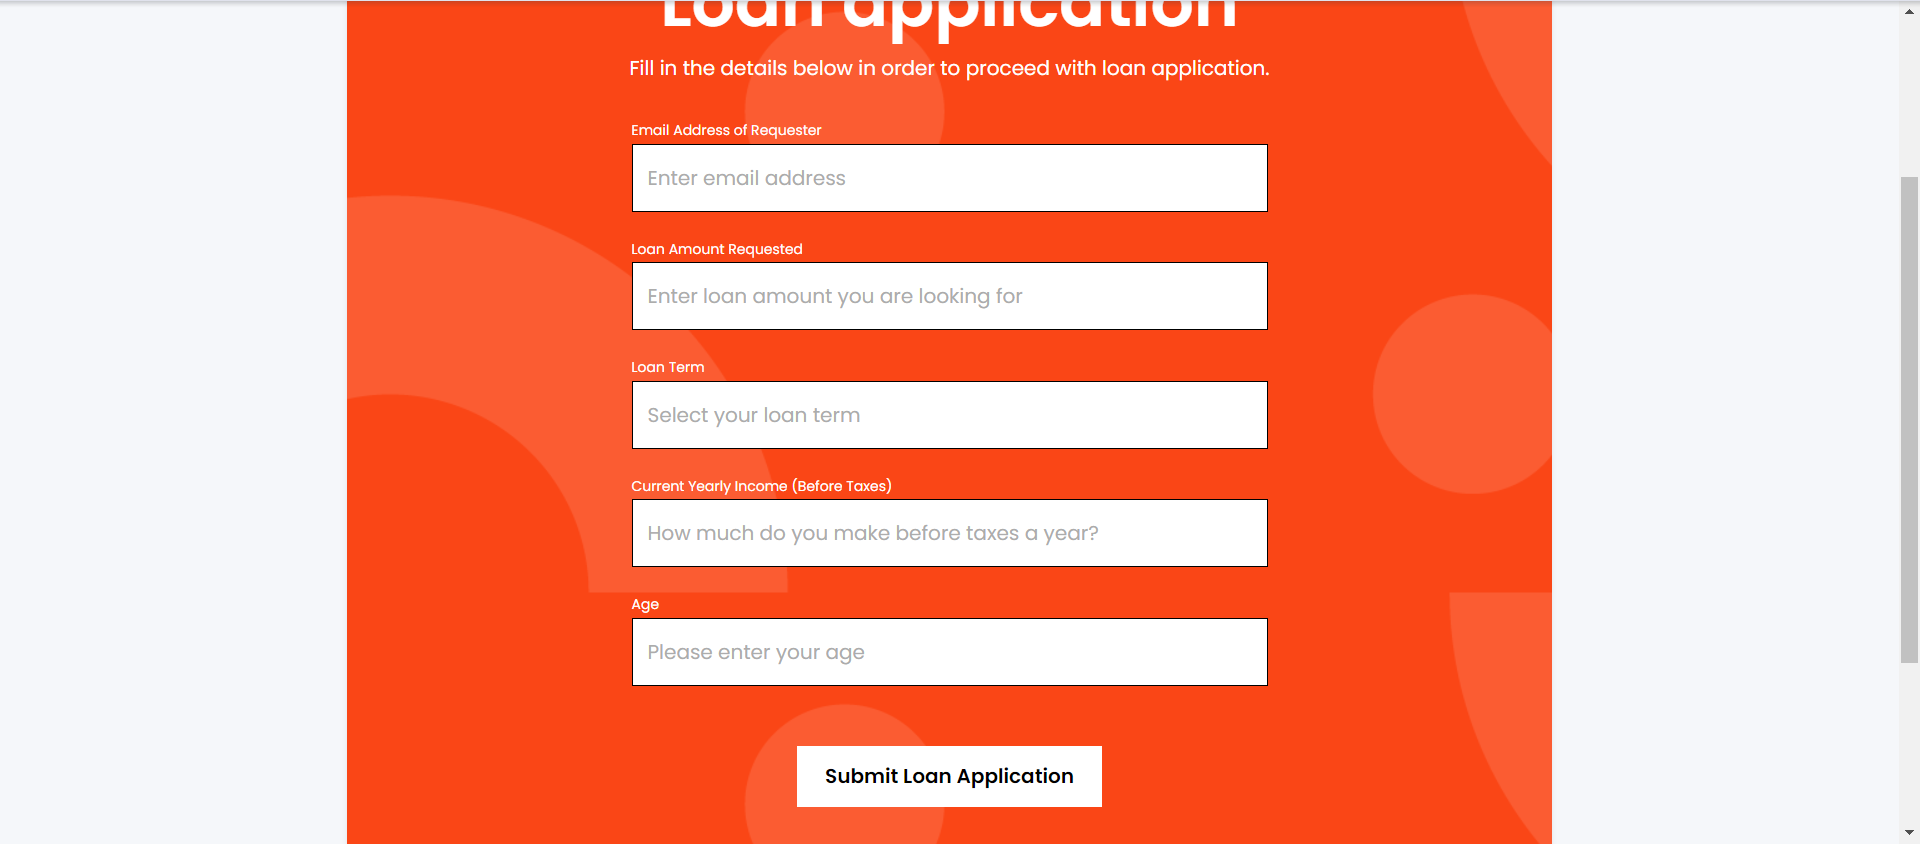 Loan application
Fill in the details below in order to proceed with loan application.
Email Address of Requester
Enter email address
Loan Amount Requested
Enter loan amount you are looking for
Loan Term
Select your loan term
Current Yearly Income (Before Taxes)
How much do you make before taxes a year?
Age
Please enter your age
Submit Loan Application